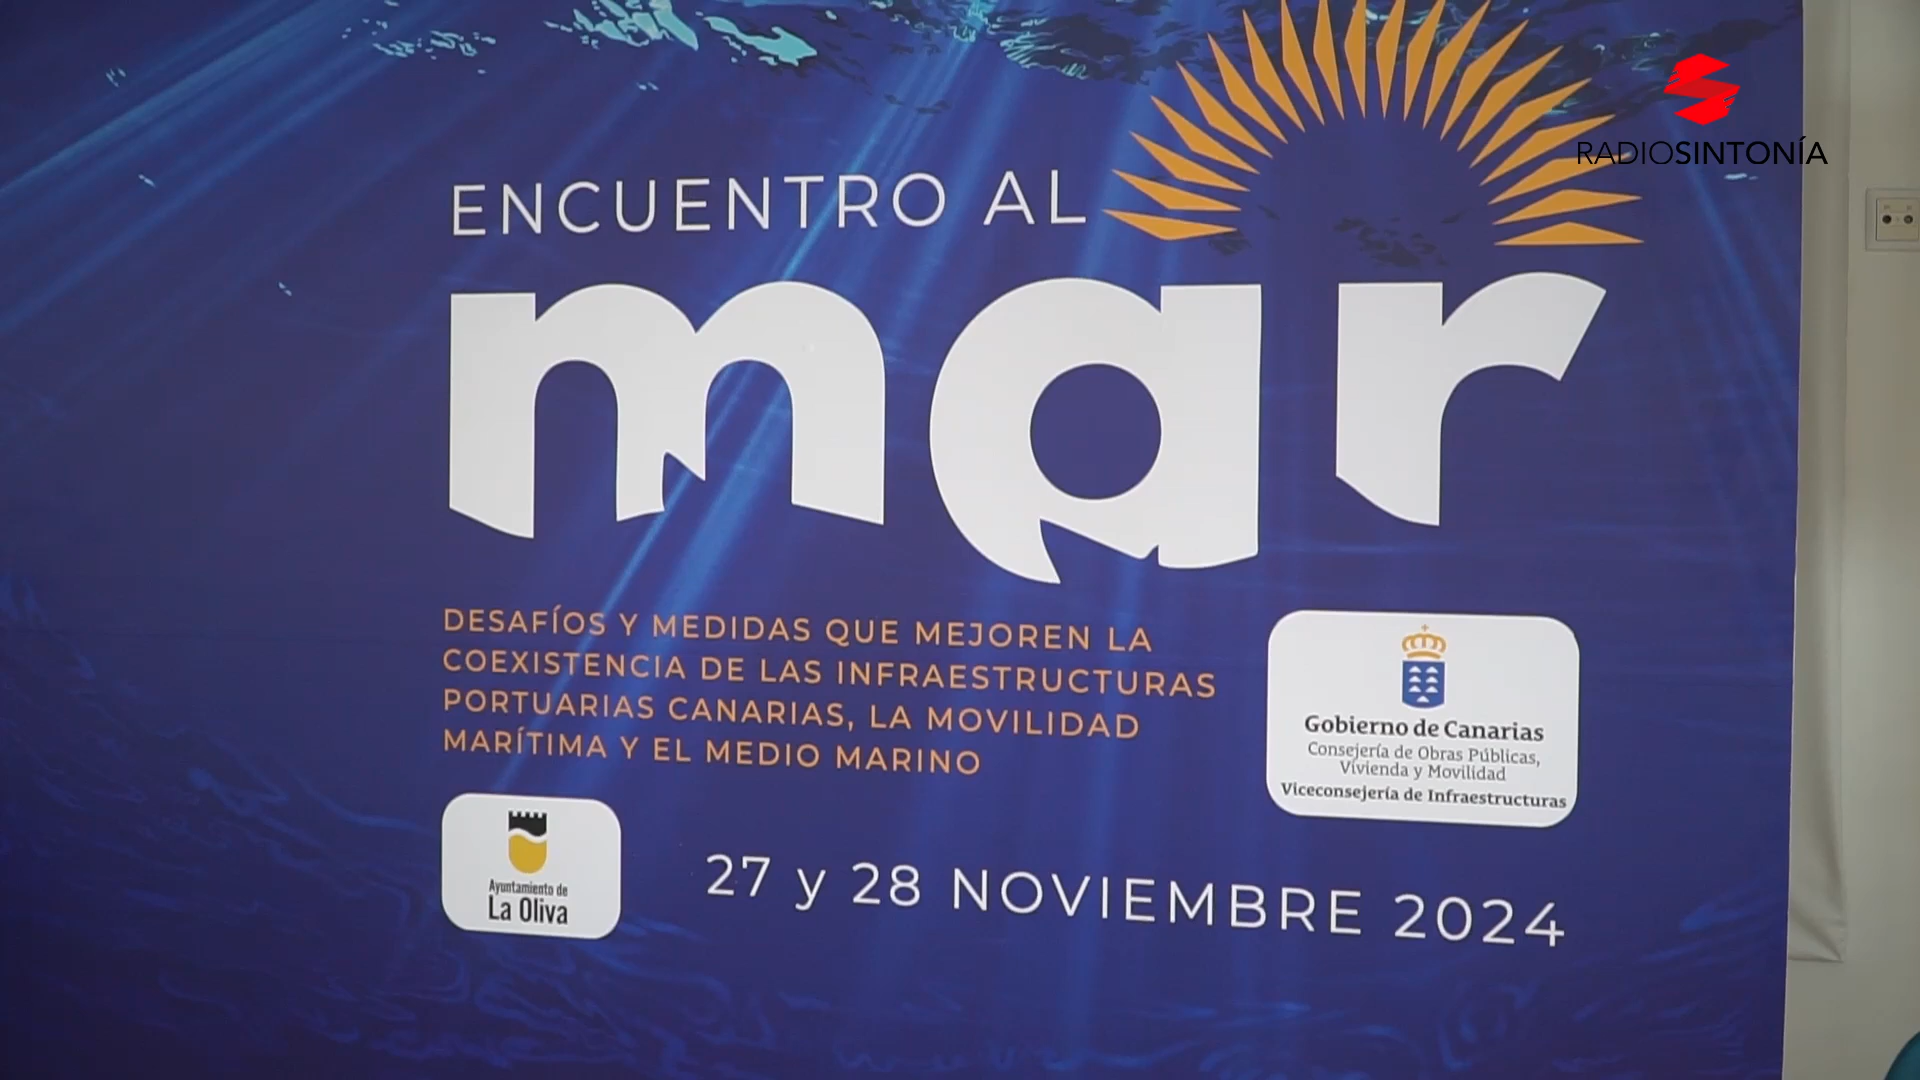 RADIOSINTONÍA
ENCUENTRO AL
mar
DESAFÍOS Y MEDIDAS QUE MEJOREN LA
COEXISTENCIA DE LAS INFRAESTRUCTURAS
PORTUARIAS CANARIAS, LA MOVILIDAD
MARÍTIMA Y EL MEDIO MARINO
Gobierno de Canarias
Consejería de Obras Públicas,
Vivienda y Movilidad
Viceconsejería de Infraestructuras
Ayuntamiento de
La Oliva
27 y 28 NOVIEMBRE 2024